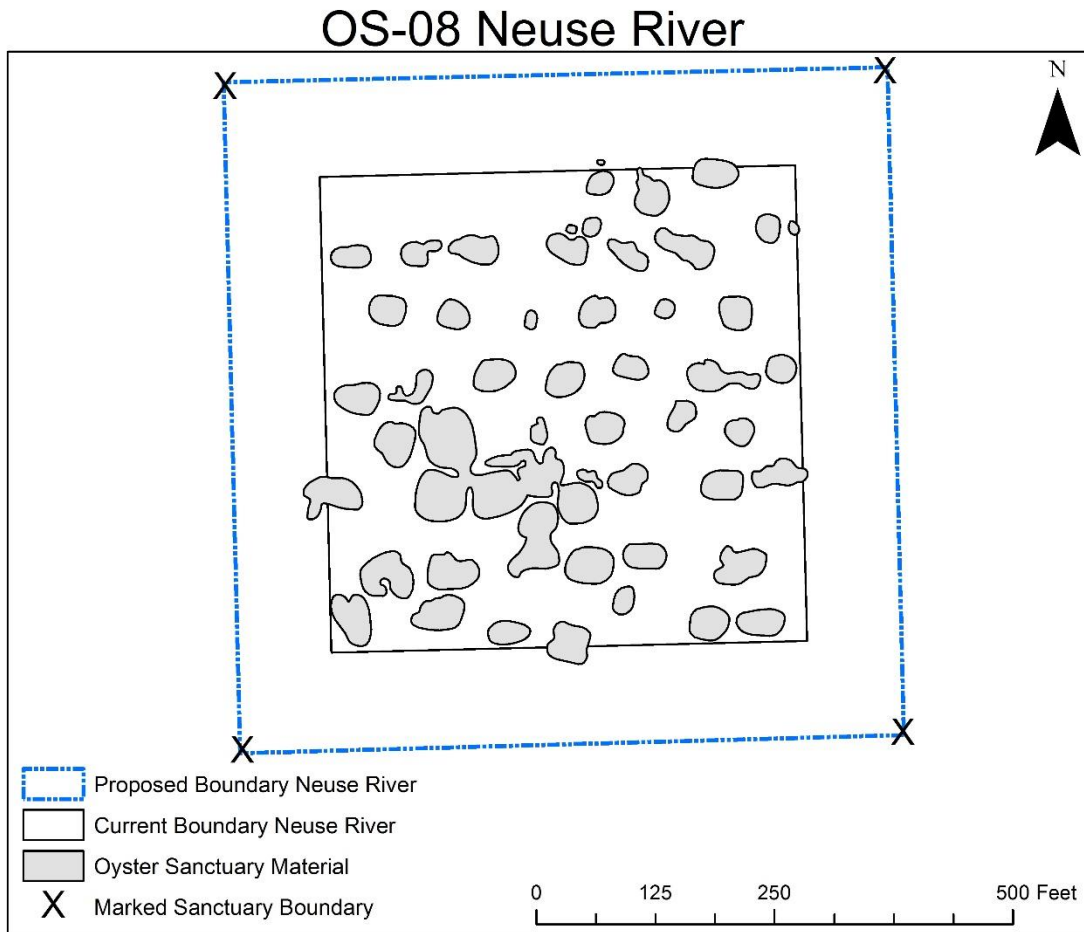 OS-08 Neuse River
N
Proposed Boundary Neuse River
Current Boundary Neuse River
Oyster Sanctuary Material
X Marked Sanctuary Boundary
0 125 250 500 Feet